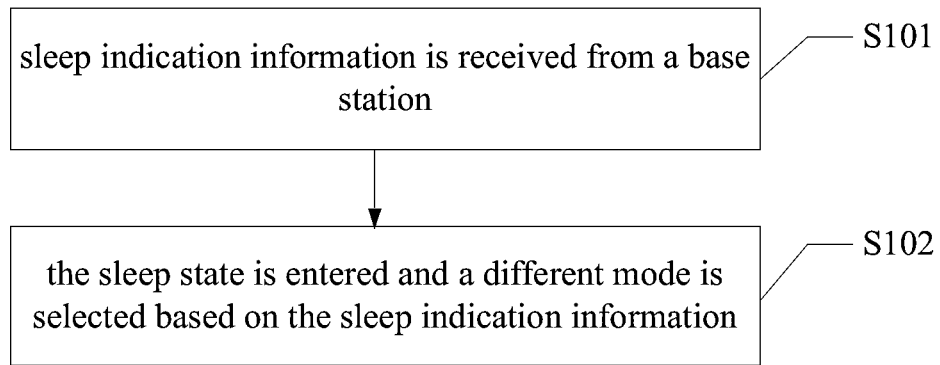 sleep indication information is received from a base
station
S101
the sleep state is entered and a different mode is
selected based on the sleep indication information
S102